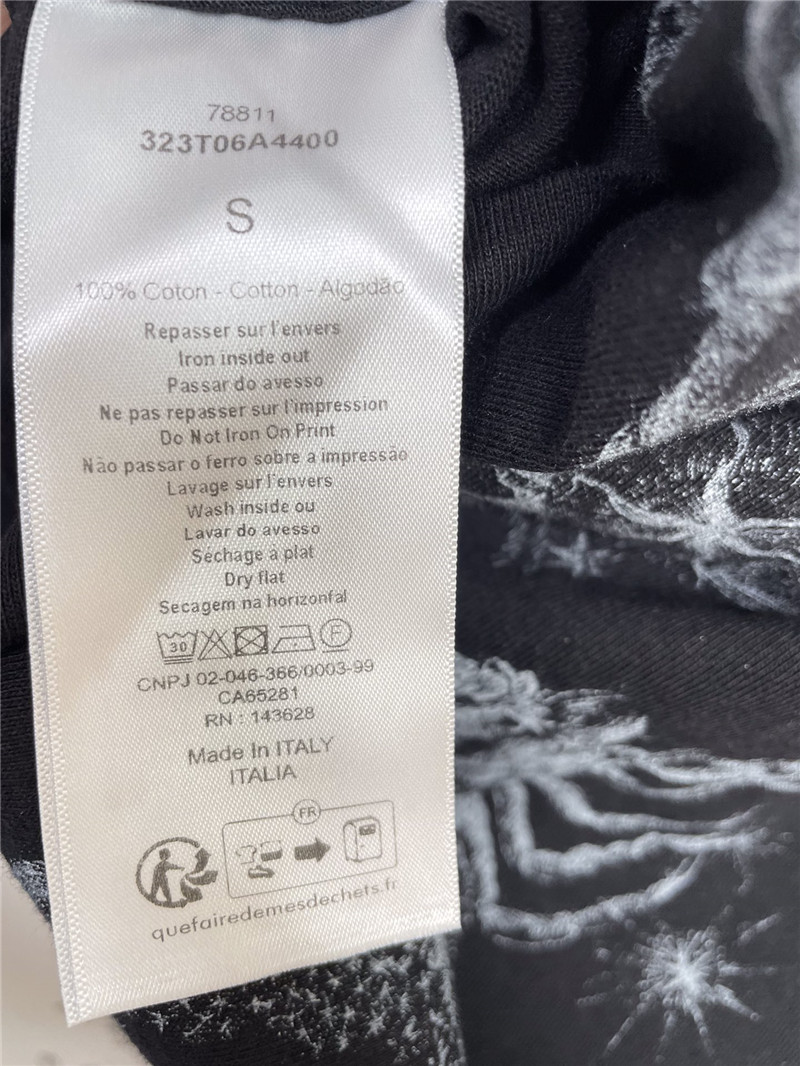 78811
323T06A4400
S
100% Coton - Cotton - Algodão
Repasser sur l'envers
Iron inside out
Passar do avesso
Ne pas repasser sur l'impression
Do Not Iron On Print
Não passar o ferro sobre a impressão
Lavage sur l'envers
Wash inside ou
Lavar do avesso
Séchage à plat
Dry flat
Secagem na horizontal
30 F
CNPJ 02-046-366/0003-99
CA65281
RN : 143628
Made In ITALY
ITALIA
FR
quefairedemesdechets.fr